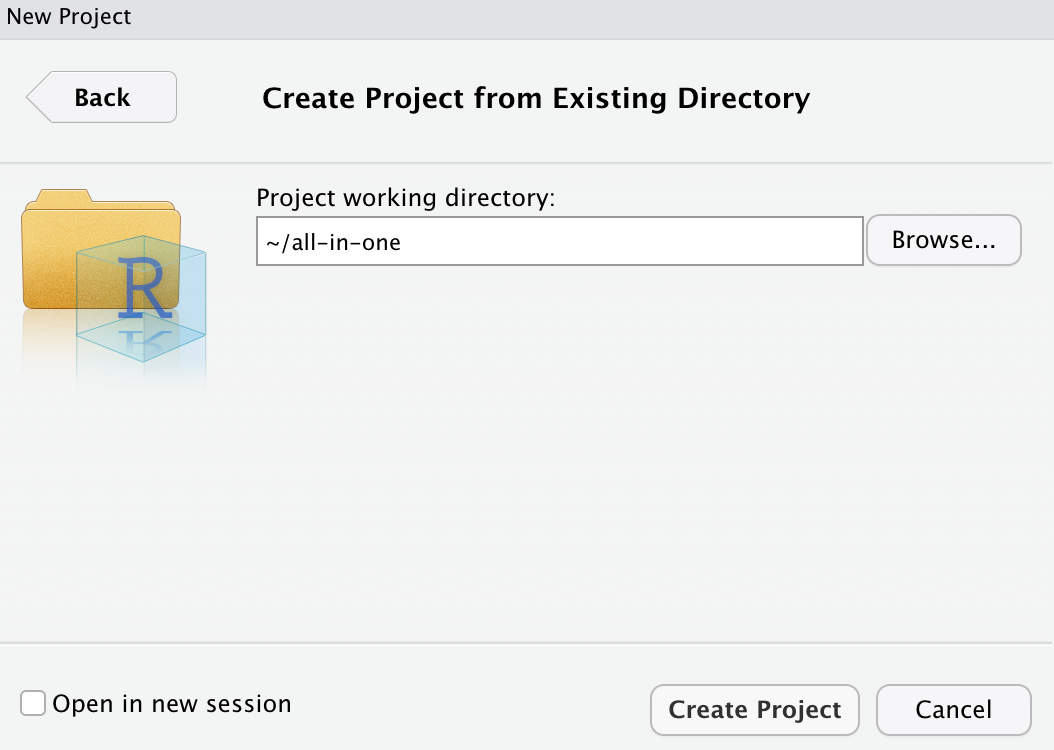 New Project
Back
Create Project from Existing Directory
Project working directory:
~/all-in-one
Browse...
R
Open in new session
Create Project
Cancel